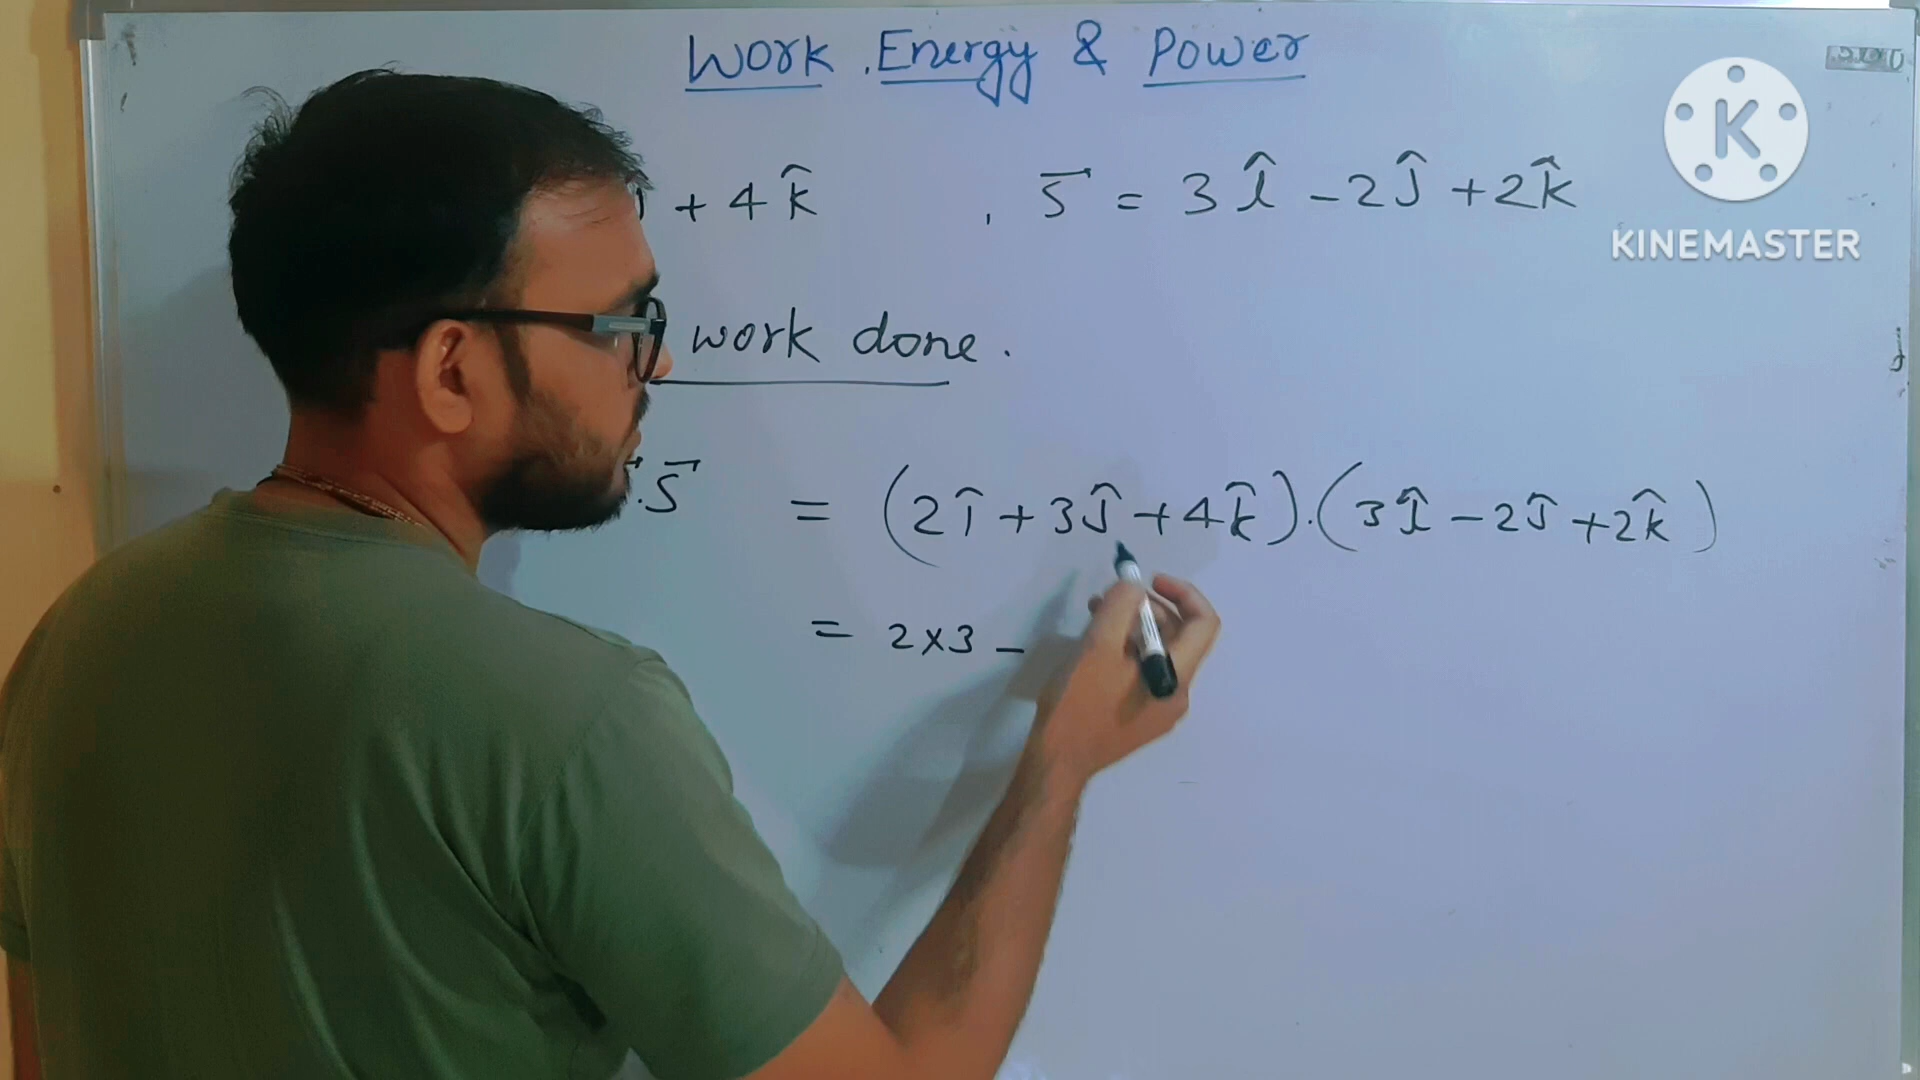 Work, Energy & Power
+ 4k̂ , S⃗ = 3î - 2ĵ + 2k̂
K
KINEMASTER
work done.
.S⃗ = (2î + 3ĵ + 4k̂).(3î - 2ĵ + 2k̂)
= 2×3 -